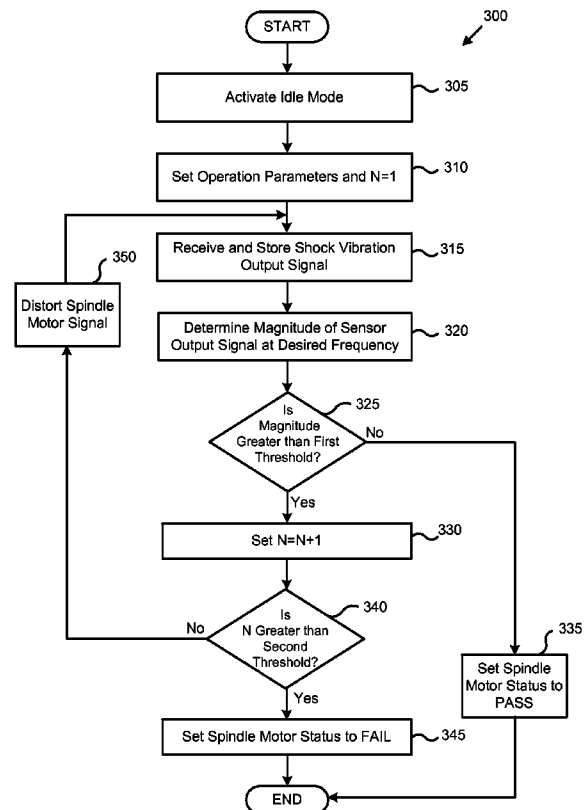 START
300
Activate Idle Mode
305
Set Operation Parameters and N=1
310
Receive and Store Shock Vibration
Output Signal
315
350
Distort Spindle
Motor Signal
Determine Magnitude of Sensor
Output Signal at Desired Frequency
320
325
Is
Magnitude
Greater than First
Threshold?
No
Yes
Set N=N+1
330
340
Is
N Greater than
Second
Threshold?
No
Yes
335
Set Spindle
Motor Status to
PASS
Set Spindle Motor Status to FAIL
345
END